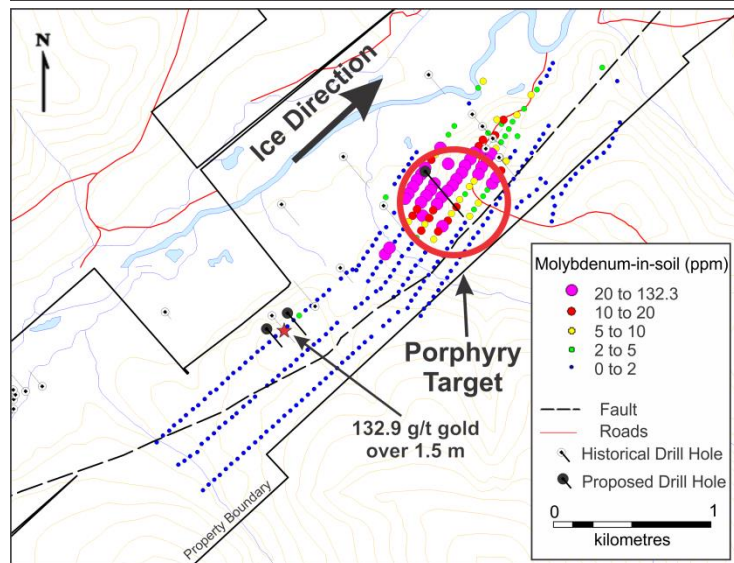 N
Ice Direction
Porphyry
Target
132.9 g/t gold
over 1.5 m
Property Boundary
Molybdenum-in-soil (ppm)
20 to 132.3
10 to 20
5 to 10
2 to 5
0 to 2
Fault
Roads
Historical Drill Hole
Proposed Drill Hole
0 1
kilometres